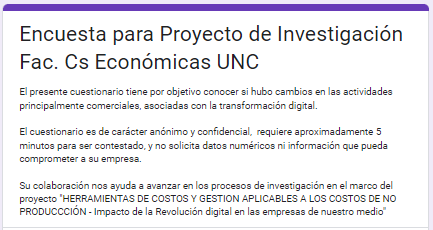 Encuesta para Proyecto de Investigación
Fac. Cs Económicas UNC
El presente cuestionario tiene por objetivo conocer si hubo cambios en las actividades
principalmente comerciales, asociadas con la transformación digital.
El cuestionario es de carácter anónimo y confidencial, requiere aproximadamente 5
minutos para ser contestado, y no solicita datos numéricos ni información que pueda
comprometer a su empresa.
Su colaboración nos ayuda a avanzar en los procesos de investigación en el marco del
proyecto "HERRAMIENTAS DE COSTOS Y GESTION APLICABLES A LOS COSTOS DE NO
PRODUCCCIÓN - Impacto de la Revolución digital en las empresas de nuestro medio"